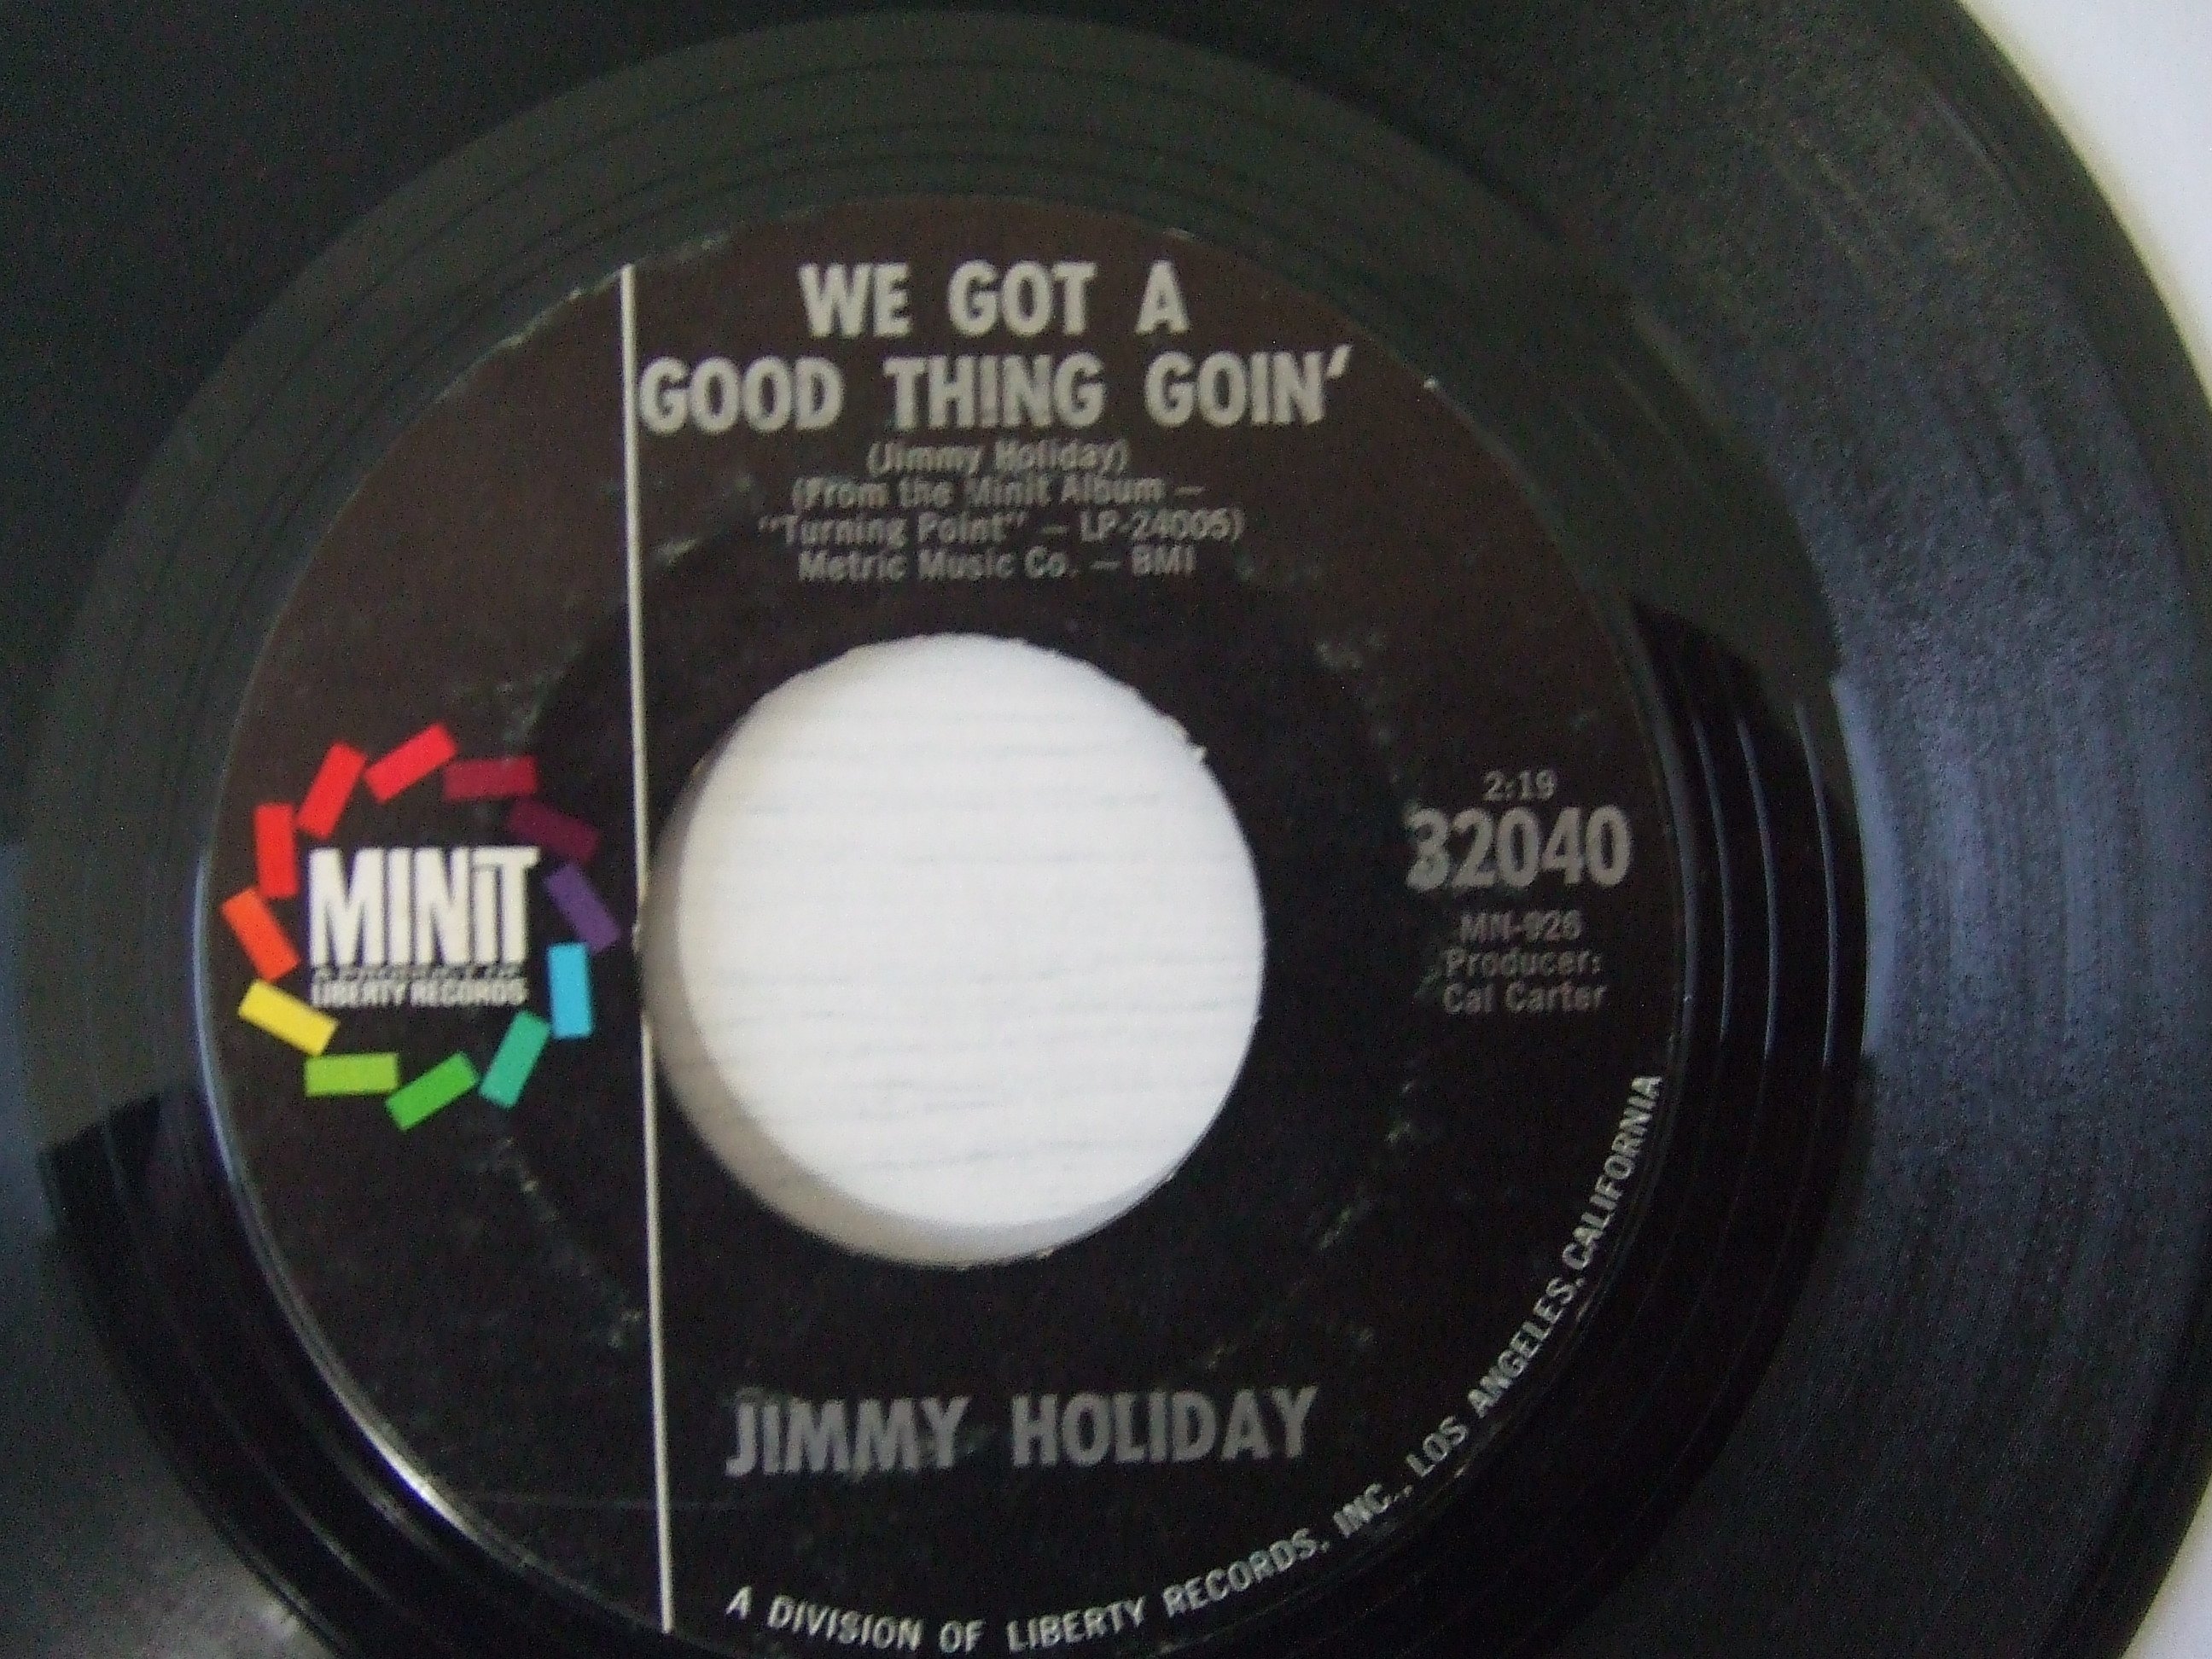 WE GOT A
GOOD THING GOIN'
(Jimmy Holiday)
(From the Minit Album —
"Turning Point" — LP-24005)
Metric Music Co. — BMI
MINiT
A PRODUCT OF
LIBERTY RECORDS
2:19
32040
MN-926
Producer:
Cal Carter
JIMMY HOLIDAY
A DIVISION OF LIBERTY RECORDS, INC., LOS ANGELES, CALIFORNIA